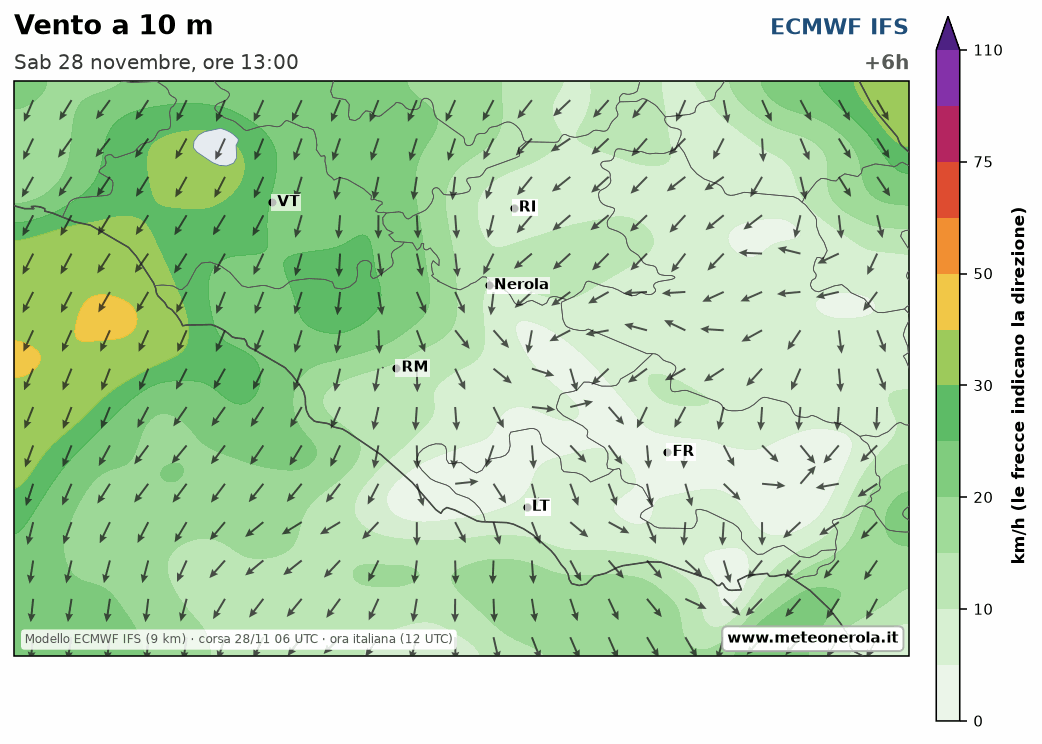 Vento a 10 m
ECMWF IFS
Sab 28 novembre, ore 13:00
+6h
110
75
50
30
20
10
0
km/h (le frecce indicano la direzione)
VT
RI
Nerola
RM
FR
LT
Modello ECMWF IFS (9 km) · corsa 28/11 06 UTC · ora italiana (12 UTC)
www.meteonerola.it